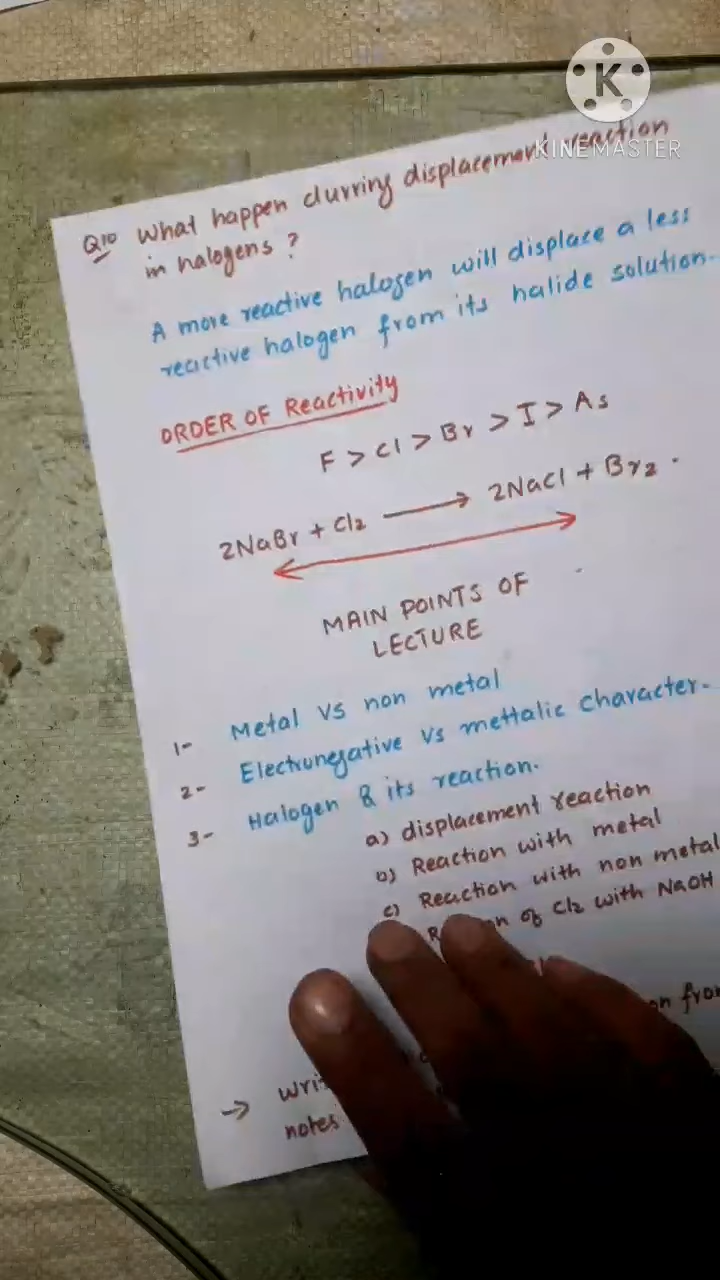 K
KINEMASTER
Q10 What happen durring displacement reaction
in halogens ?
A more reactive halogen will displace a less
reactive halogen from its halide solution.
ORDER OF Reactivity
F > Cl > Br > I > As
2NaBr + Cl2 → 2NaCl + Br2 .
MAIN POINTS OF
LECTURE
1- Metal VS non metal
2- Electronegative Vs mettalic Character.
3- Halogen & its reaction.
a) displacement reaction
b) Reaction with metal
c) Reaction with non metal
of Cl2 with NaOH
→
notes